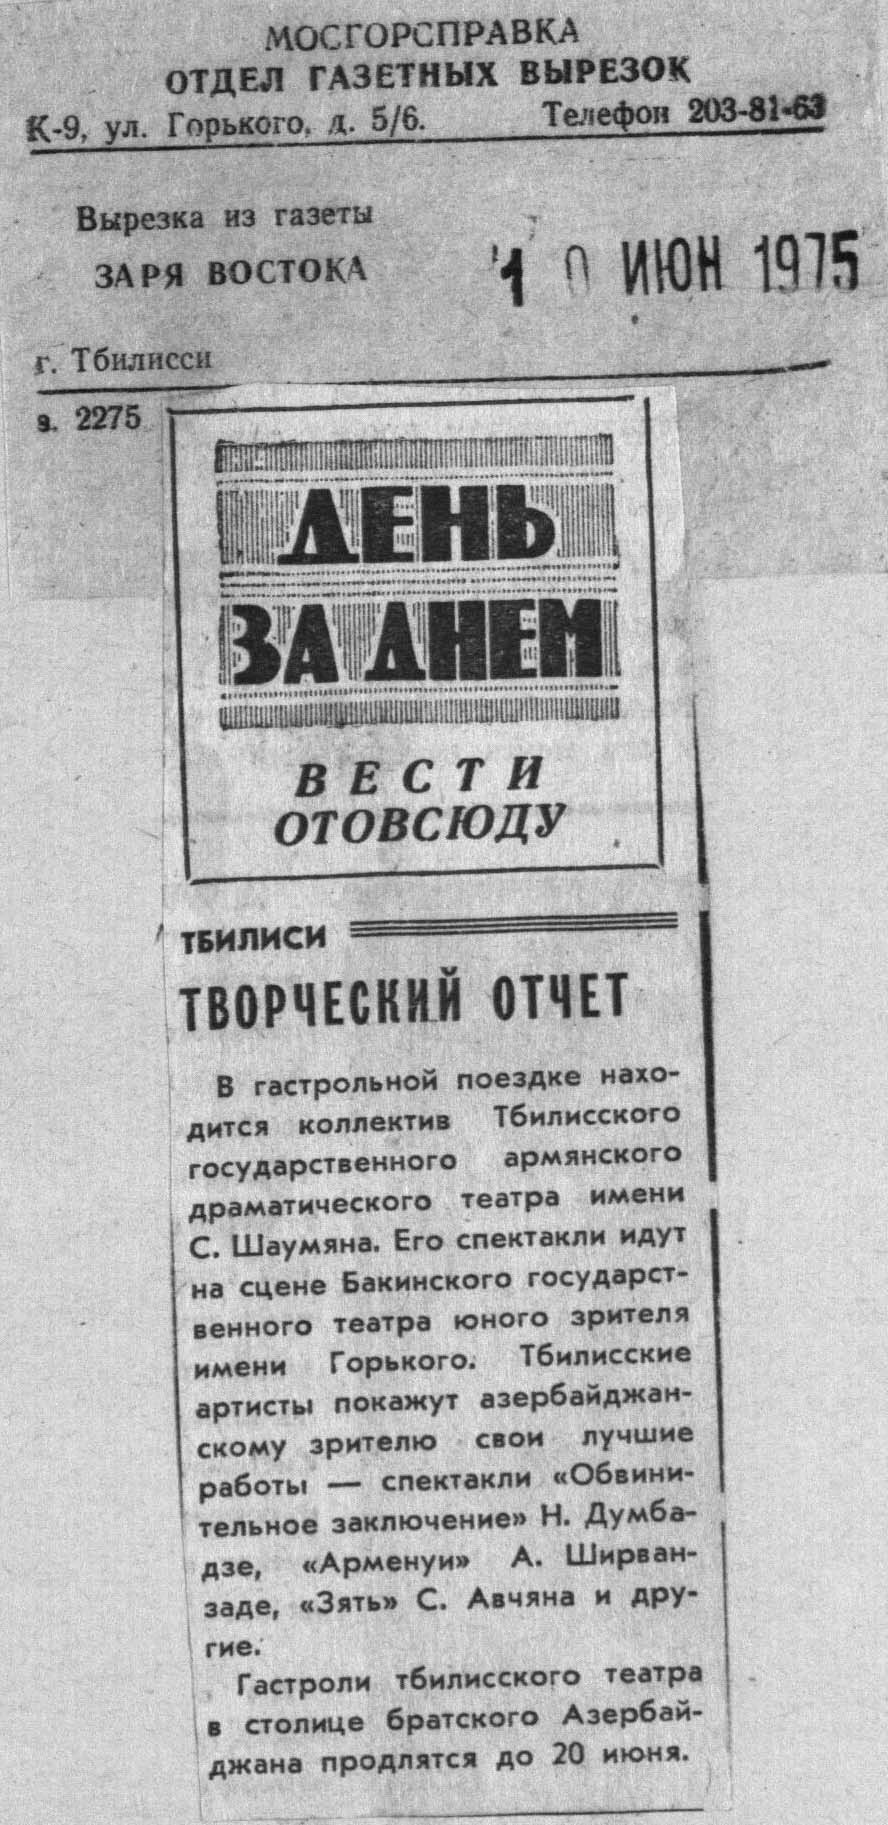 МОСГОРСПРАВКА
ОТДЕЛ ГАЗЕТНЫХ ВЫРЕЗОК
К-9, ул. Горького, д. 5/6. Телефон 203-81-63
Вырезка из газеты
ЗАРЯ ВОСТОКА
10 ИЮН 1975
г. Тбилисси
з. 2275
ДЕНЬ
ЗА ДНЕМ
ВЕСТИ
ОТОВСЮДУ
ТБИЛИСИ
ТВОРЧЕСКИЙ ОТЧЕТ
В гастрольной поездке нахо-
дится коллектив Тбилисского
государственного армянского
драматического театра имени
С. Шаумяна. Его спектакли идут
на сцене Бакинского государст-
венного театра юного зрителя
имени Горького. Тбилисские
артисты покажут азербайджан-
скому зрителю свои лучшие
работы — спектакли «Обвини-
тельное заключение» Н. Думба-
дзе, «Арменуи» А. Ширван-
заде, «Зять» С. Авчяна и дру-
гие.
Гастроли тбилисского театра
в столице братского Азербай-
джана продлятся до 20 июня.